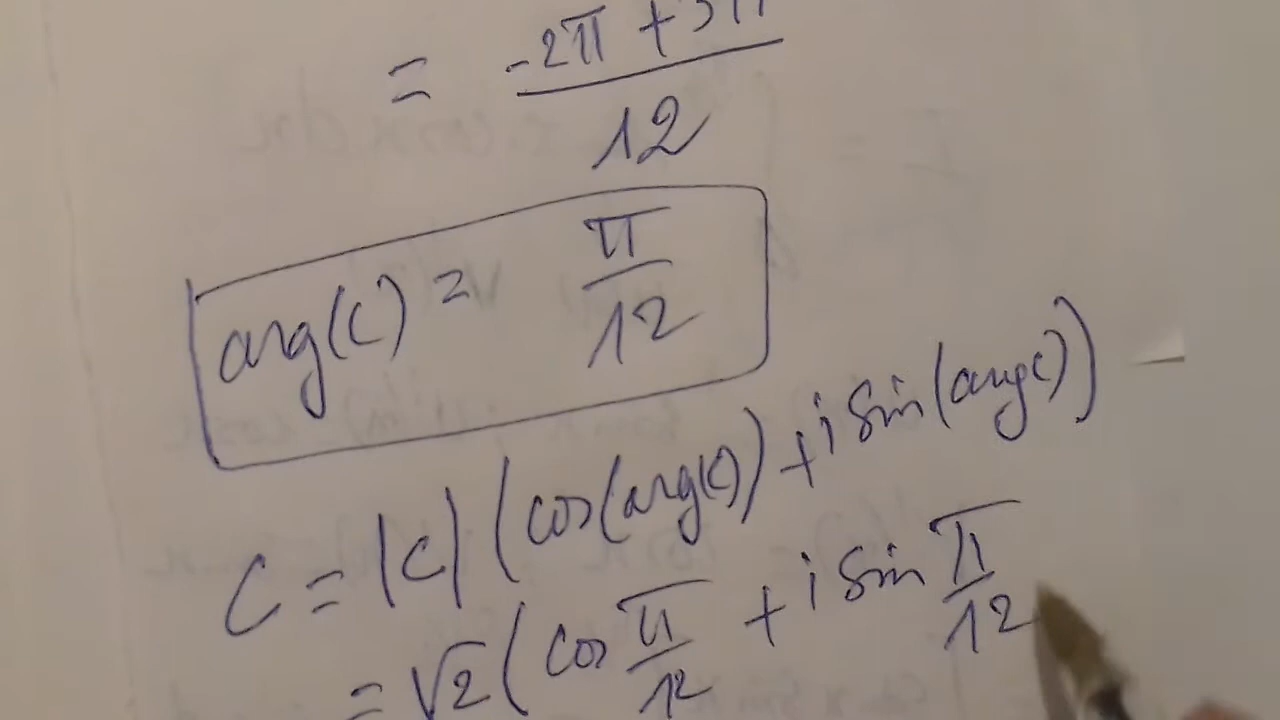 = -2π + 3π / 12
arg(c) = π/12
C = |C| (cos(arg(c)) + i sin(arg c))
= √2 ( cos π/12 + i sin π/12